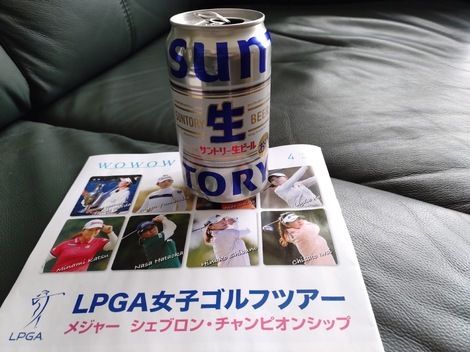 sun
SUNTORY
BEER
生
サントリー生ビール
TORY
WOWOW
4
Minami Katsu
Nasa Hataoka
LPGA女子ゴルフツアー
LPGA
メジャー シェブロン・チャンピオンシップ